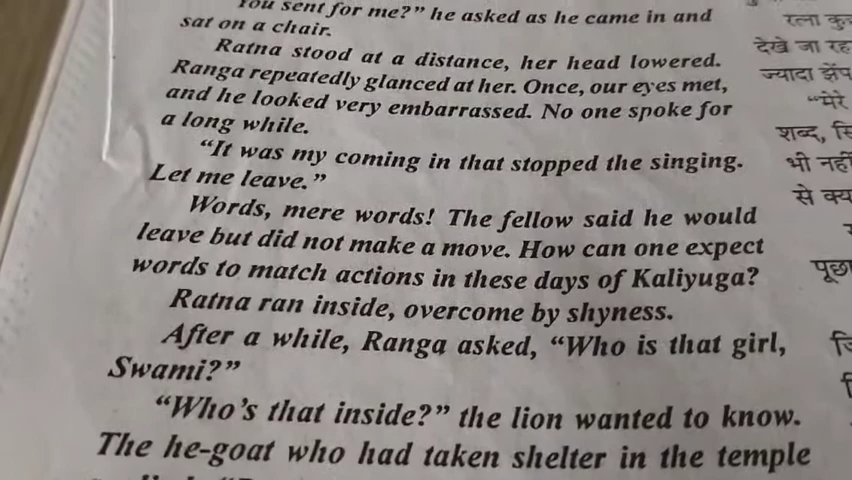 You sent for me?" he asked as he came in and
sat on a chair.
Ratna stood at a distance, her head lowered.
Ranga repeatedly glanced at her. Once, our eyes met,
and he looked very embarrassed. No one spoke for
a long while.
"It was my coming in that stopped the singing.
Let me leave."
Words, mere words! The fellow said he would
leave but did not make a move. How can one expect
words to match actions in these days of Kaliyuga?
Ratna ran inside, overcome by shyness.
After a while, Ranga asked, "Who is that girl,
Swami?"
"Who's that inside?" the lion wanted to know.
The he-goat who had taken shelter in the temple
रत्ना
देखे जा
ज्यादा झेंप
"मेरे
शब्द,
भी नहीं
से
पूछा